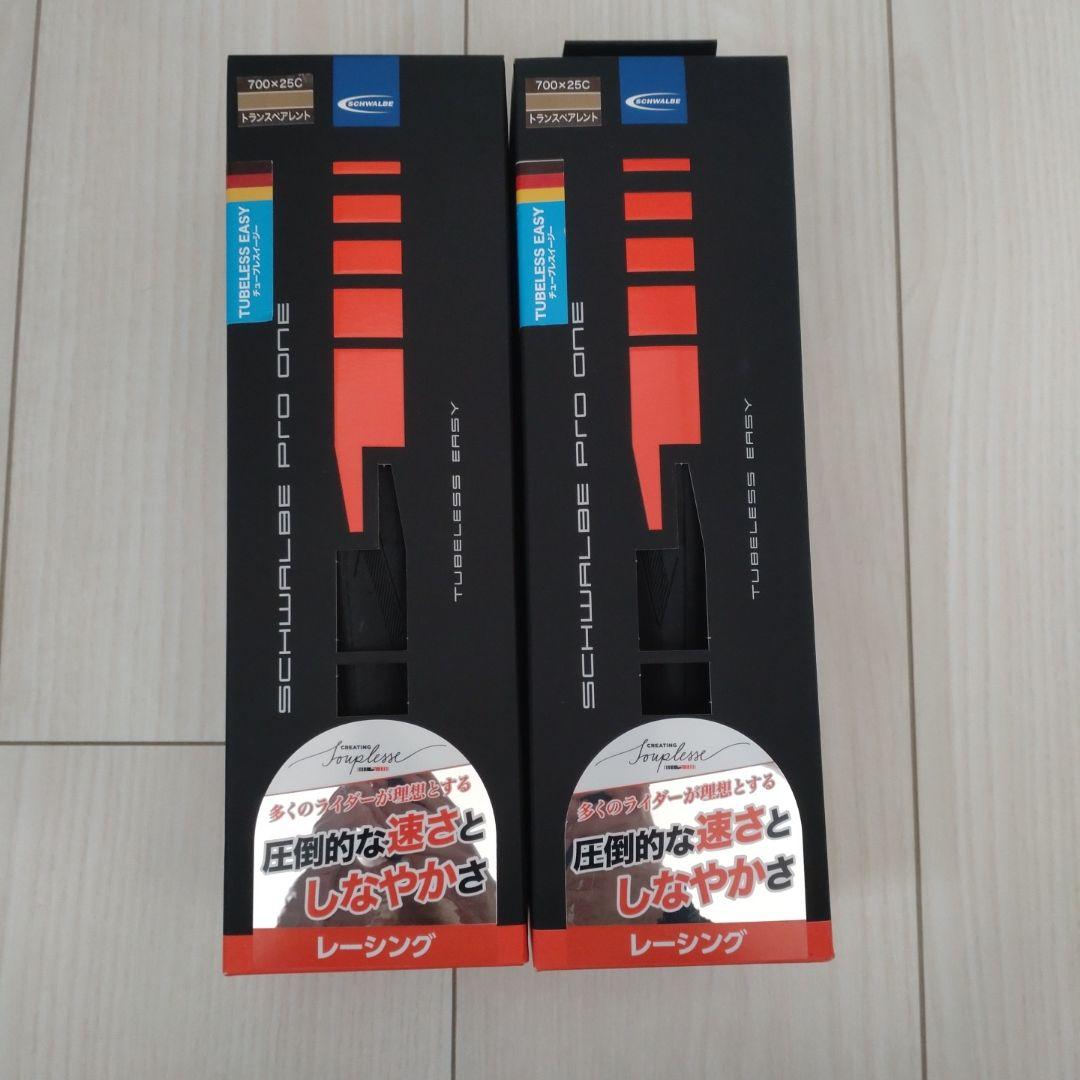 700×25C
トランスペアレント
SCHWALBE
TUBELESS EASY
チューブレスイージー
SCHWALBE PRO ONE
TUBELESS EASY
CREATING
Souplesse
多くのライダーが理想とする
圧倒的な速さと
しなやかさ
レーシング
700×25C
トランスペアレント
SCHWALBE
TUBELESS EASY
チューブレスイージー
SCHWALBE PRO ONE
TUBELESS EASY
CREATING
Souplesse
多くのライダーが理想とする
圧倒的な速さと
しなやかさ
レーシング